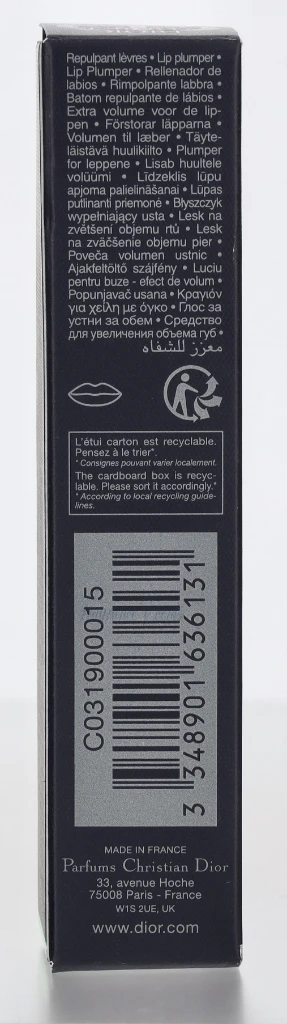 Repulpant lèvres • Lip plumper •
Lip Plumper • Rellenador de
labios • Rimpolpante labbra •
Batom repulpante de lábios •
Extra volume voor de lip-
pen • Förstorar läpparna •
Volumen til læber • Täyte-
läistävä huulikiilto • Plumper
for leppene • Lisab huultele
volüümi • Līdzeklis lūpu
apjoma palielināšanai • Lūpas
putlinanti priemonė • Błyszczyk
wypełniający usta • Lesk na
zvětšení objemu rtů • Lesk
na zväčšenie objemu pier •
Poveča volumen ustnic •
Ajakfeltöltő szájfény • Luciu
pentru buze - efect de volum •
Popunjavač usana • Κραγιόν
για χείλη με όγκο • Глос за
устни за обем • Средство
для увеличения объема губ •
معزز للشفاه
L'étui carton est recyclable.
Pensez à le trier*.
* Consignes pouvant varier localement.
The cardboard box is recyc-
lable. Please sort it accordingly.*
* According to local recycling guide-
lines.
C031900015
3 348901 636131
MADE IN FRANCE
Parfums Christian Dior
33, avenue Hoche
75008 Paris - France
W1S 2UE, UK
www.dior.com